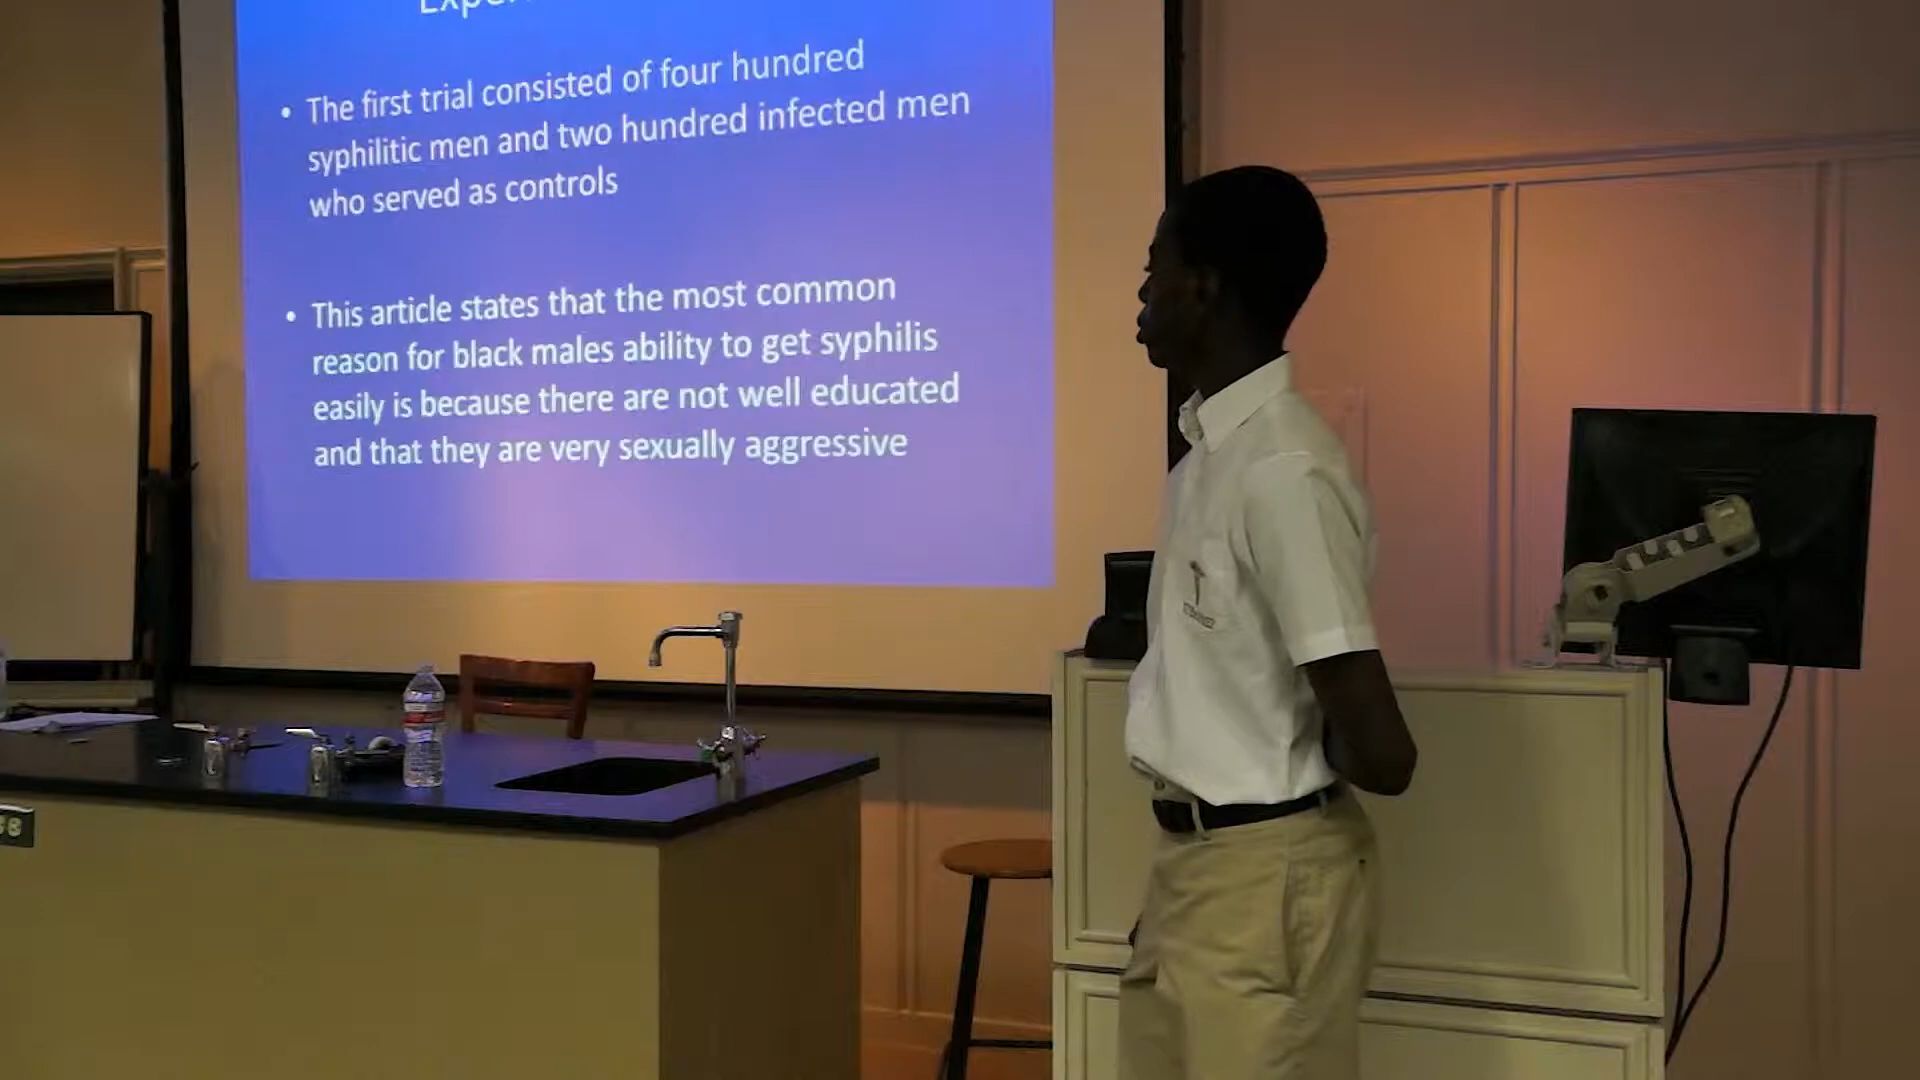 • The first trial consisted of four hundred
syphilitic men and two hundred infected men
who served as controls
• This article states that the most common
reason for black males ability to get syphilis
easily is because there are not well educated
and that they are very sexually aggressive